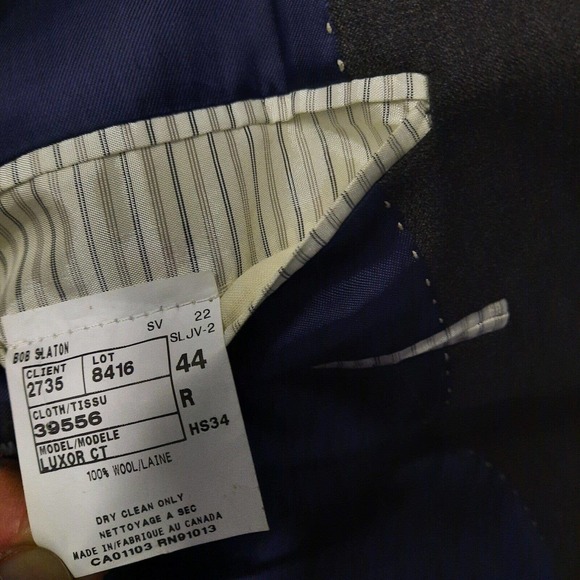 SV 22
BOB SLATON SLJV-2
CLIENT LOT
2735 8416 44
CLOTH/TISSU
39556 R
MODEL/MODELE HS34
LUXOR CT
100% WOOL/LAINE
DRY CLEAN ONLY
NETTOYAGE A SEC
MADE IN/FABRIQUE AU CANADA
CA01103 RN91013